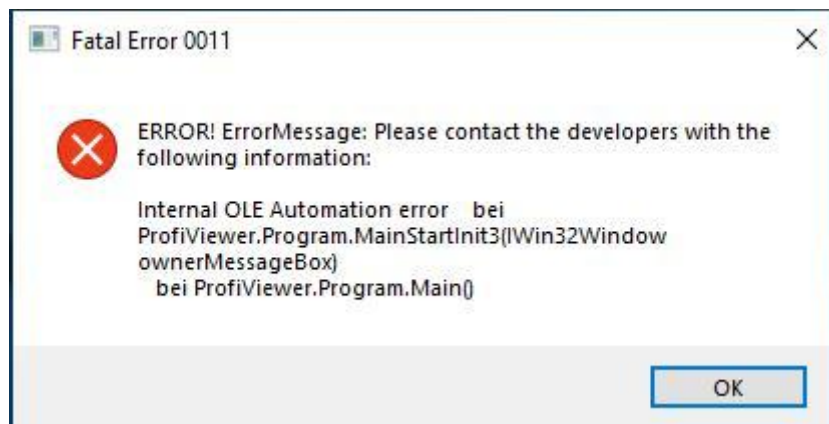 Fatal Error 0011
ERROR! ErrorMessage: Please contact the developers with the
following information:
Internal OLE Automation error    bei
ProfiViewer.Program.MainStartInit3(IWin32Window
ownerMessageBox)
bei ProfiViewer.Program.Main()
OK